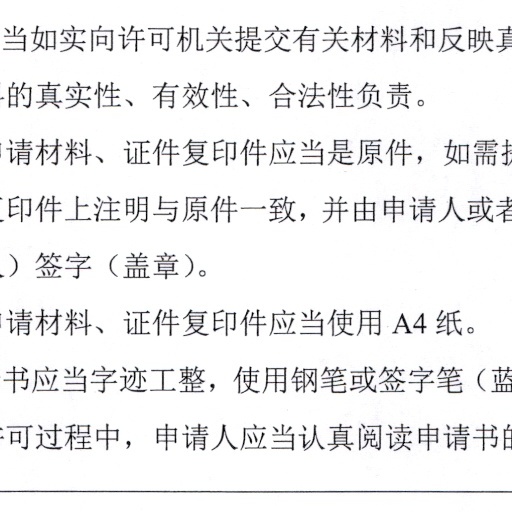 当如实向许可机关提交有关材料和反映真
的真实性、有效性、合法性负责。
请材料、证件复印件应当是原件，如需提
印件上注明与原件一致，并由申请人或者
）签字（盖章）。
请材料、证件复印件应当使用 A4 纸。
书应当字迹工整，使用钢笔或签字笔（蓝
许可过程中，申请人应当认真阅读申请书的